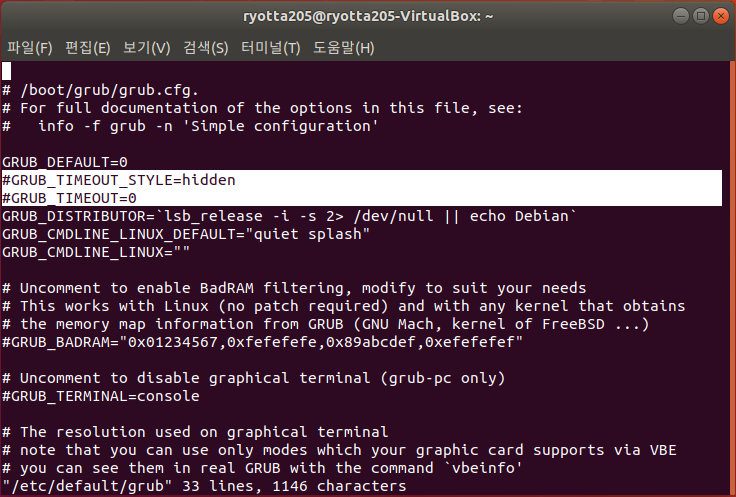 ryotta205@ryotta205-VirtualBox: ~
파일(F) 편집(E) 보기(V) 검색(S) 터미널(T) 도움말(H)
# /boot/grub/grub.cfg.
# For full documentation of the options in this file, see:
#   info -f grub -n 'Simple configuration'
GRUB_DEFAULT=0
#GRUB_TIMEOUT_STYLE=hidden
#GRUB_TIMEOUT=0
GRUB_DISTRIBUTOR=`lsb_release -i -s 2> /dev/null || echo Debian`
GRUB_CMDLINE_LINUX_DEFAULT="quiet splash"
GRUB_CMDLINE_LINUX=""
# Uncomment to enable BadRAM filtering, modify to suit your needs
# This works with Linux (no patch required) and with any kernel that obtains
# the memory map information from GRUB (GNU Mach, kernel of FreeBSD ...)
#GRUB_BADRAM="0x01234567,0xfefefefe,0x89abcdef,0xefefefef"
# Uncomment to disable graphical terminal (grub-pc only)
#GRUB_TERMINAL=console
# The resolution used on graphical terminal
# note that you can use only modes which your graphic card supports via VBE
# you can see them in real GRUB with the command `vbeinfo'
"/etc/default/grub" 33 lines, 1146 characters